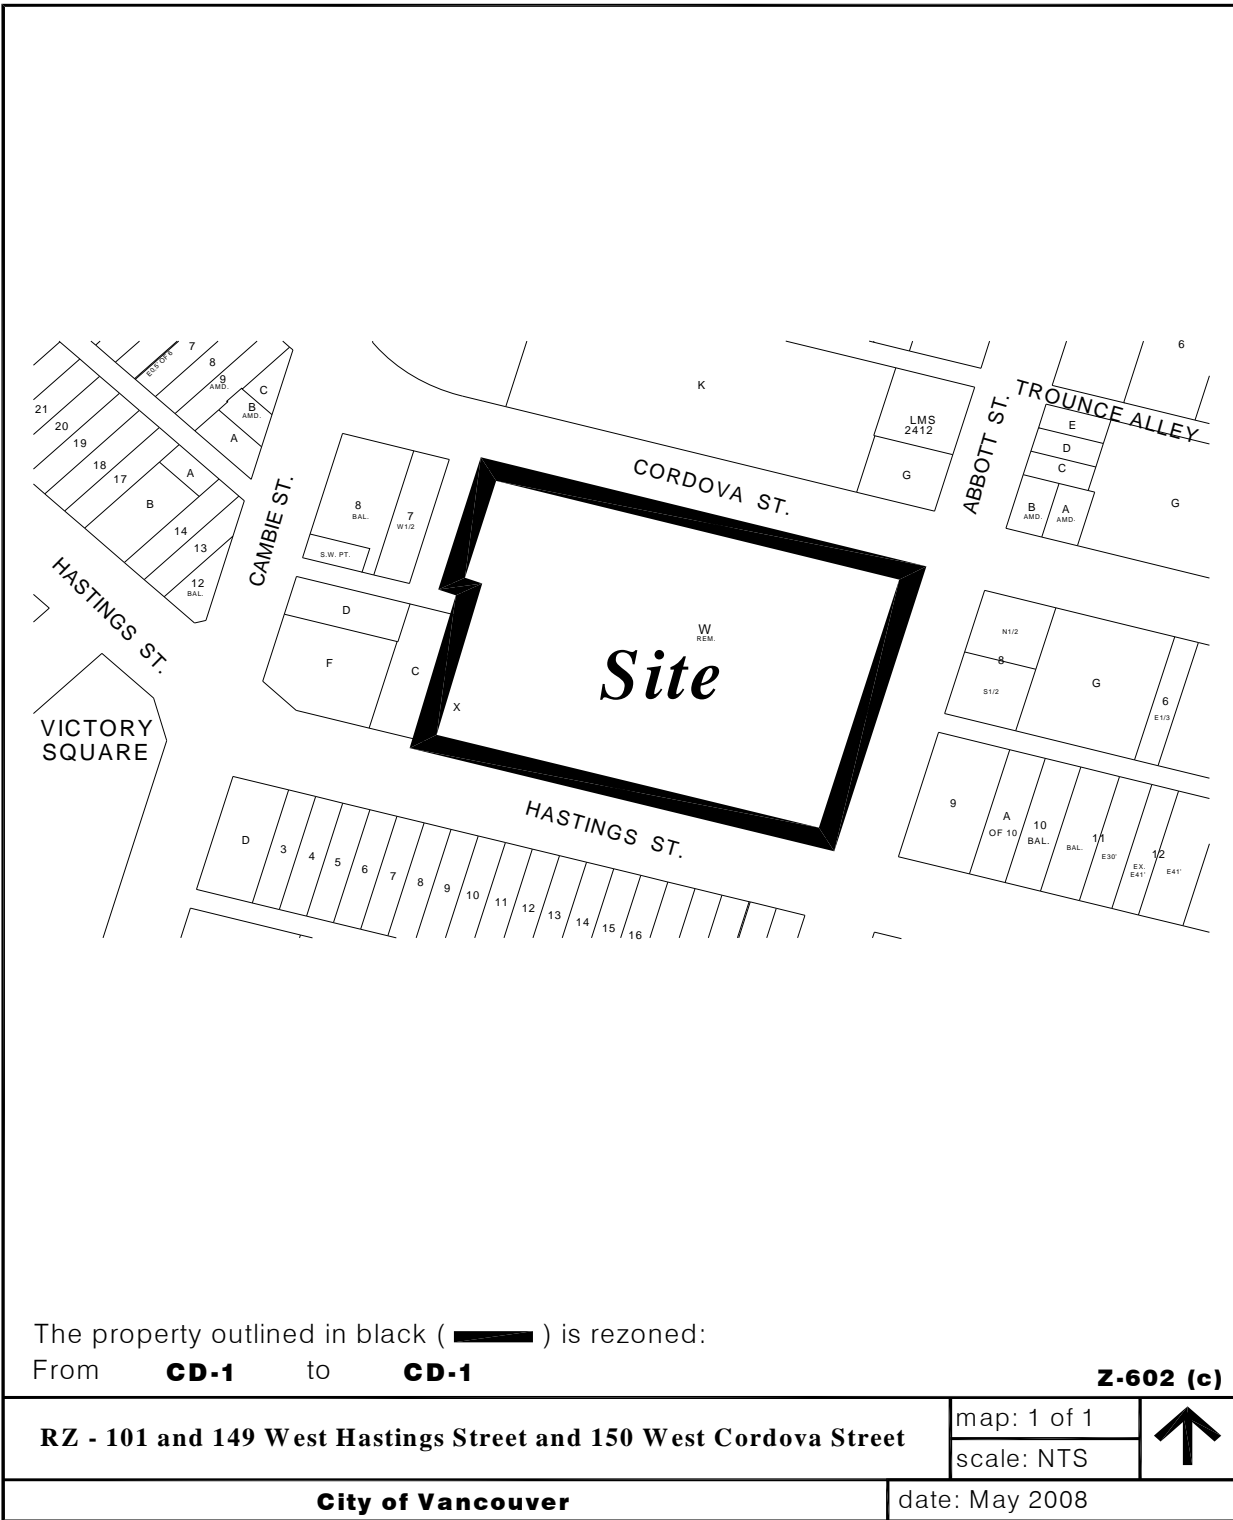 7
E0.5' OF 6
8
9
AMD.
C
B
AMD.
A
21
20
19
18
17
A
B
14
13
12
BAL.
K
LMS
2412
G
6
TROUNCE ALLEY
ABBOTT ST.
E
D
C
B
AMD.
A
AMD.
G
CORDOVA ST.
CAMBIE ST.
8
BAL.
7
W1/2
S.W. PT.
HASTINGS ST.
D
F
C
X
W
REM.
Site
N1/2
8
S1/2
G
6
E1/3
VICTORY
SQUARE
HASTINGS ST.
9
A
OF 10
10
BAL.
BAL.
11
E30'
EX.
E41'
12
E41'
D
3
4
5
6
7
8
9
10
11
12
13
14
15
16
The property outlined in black ( ) is rezoned:
From CD-1 to CD-1
Z-602 (c)
RZ - 101 and 149 West Hastings Street and 150 West Cordova Street
map: 1 of 1
scale: NTS
City of Vancouver
date: May 2008